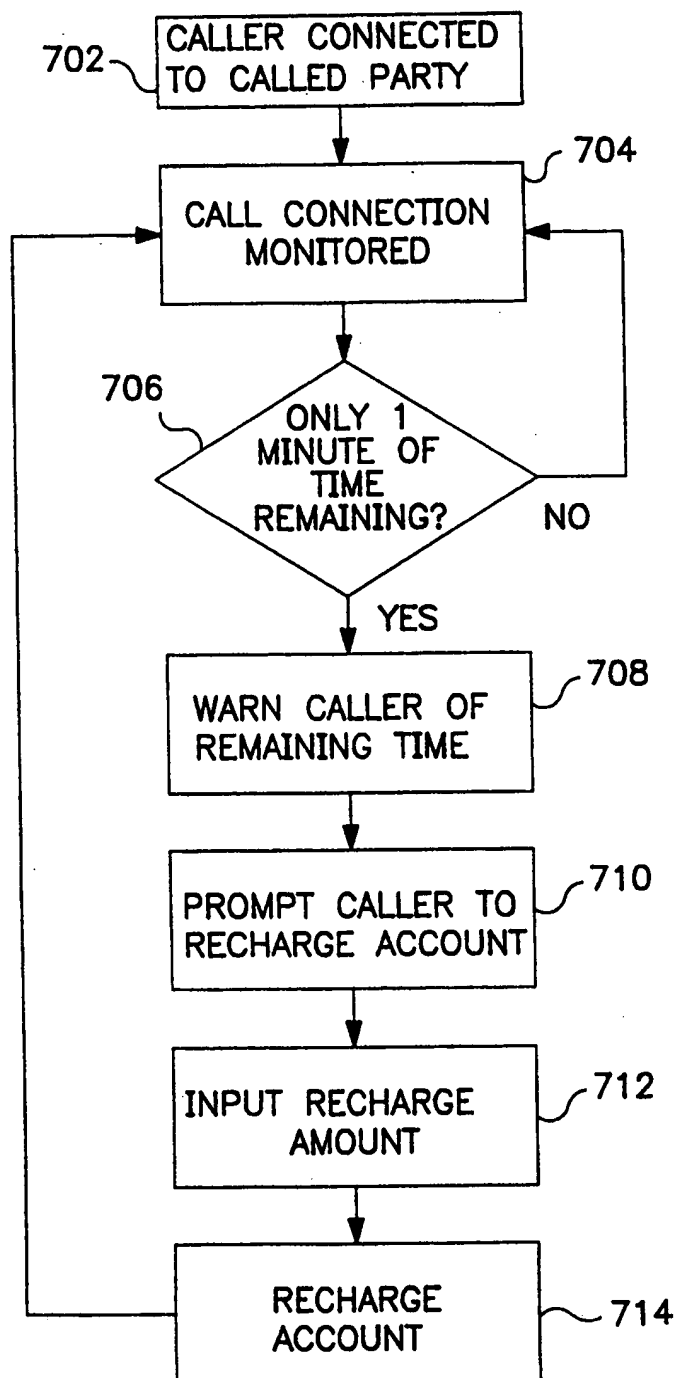 702
CALLER CONNECTED
TO CALLED PARTY
704
CALL CONNECTION
MONITORED
706
ONLY 1
MINUTE OF
TIME
REMAINING?
NO
YES
708
WARN CALLER OF
REMAINING TIME
710
PROMPT CALLER TO
RECHARGE ACCOUNT
712
INPUT RECHARGE
AMOUNT
RECHARGE
ACCOUNT
714